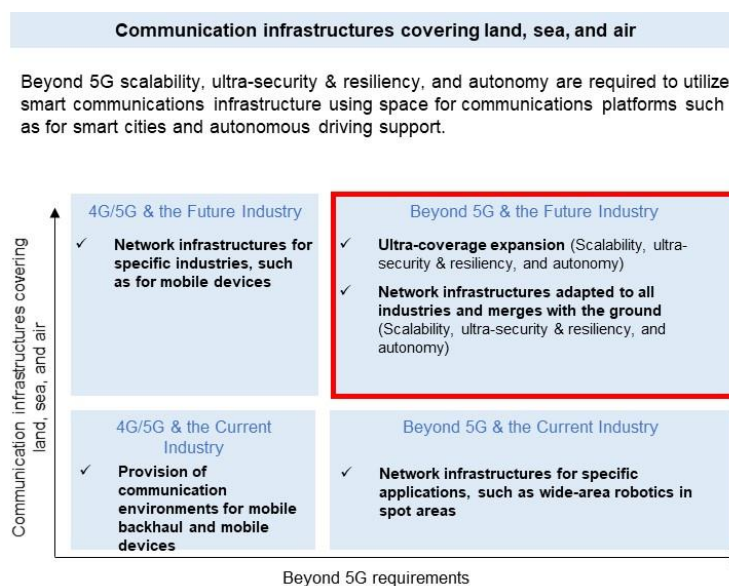 Communication infrastructures covering land, sea, and air
Beyond 5G scalability, ultra-security & resiliency, and autonomy are required to utilize
smart communications infrastructure using space for communications platforms such
as for smart cities and autonomous driving support.
Communication infrastructures covering
land, sea, and air
4G/5G & the Future Industry
✓ Network infrastructures for
specific industries, such
as for mobile devices
Beyond 5G & the Future Industry
✓ Ultra-coverage expansion (Scalability, ultra-
security & resiliency, and autonomy)
✓ Network infrastructures adapted to all
industries and merges with the ground
(Scalability, ultra-security & resiliency, and
autonomy)
4G/5G & the Current
Industry
✓ Provision of
communication
environments for mobile
backhaul and mobile
devices
Beyond 5G & the Current Industry
✓ Network infrastructures for specific
applications, such as wide-area robotics in
spot areas
Beyond 5G requirements